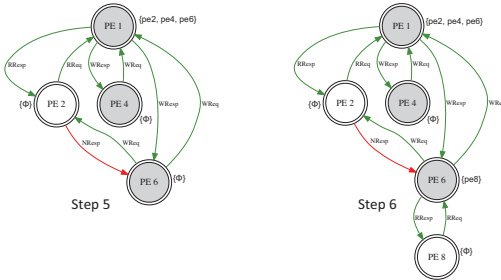 PE 1 {pe2, pe4, pe6}
RResp RReq WResp WReq WResp WReq
PE 2 {Φ}
PE 4 {Φ}
NResp WReq
PE 6 {Φ}
Step 5
PE 1 {pe2, pe4, pe6}
RResp RReq WResp WReq WResp
PE 2 {Φ}
PE 4 {Φ}
NResp WReq
PE 6 {pe8}
Step 6
RResp RReq
PE 8 {Φ}